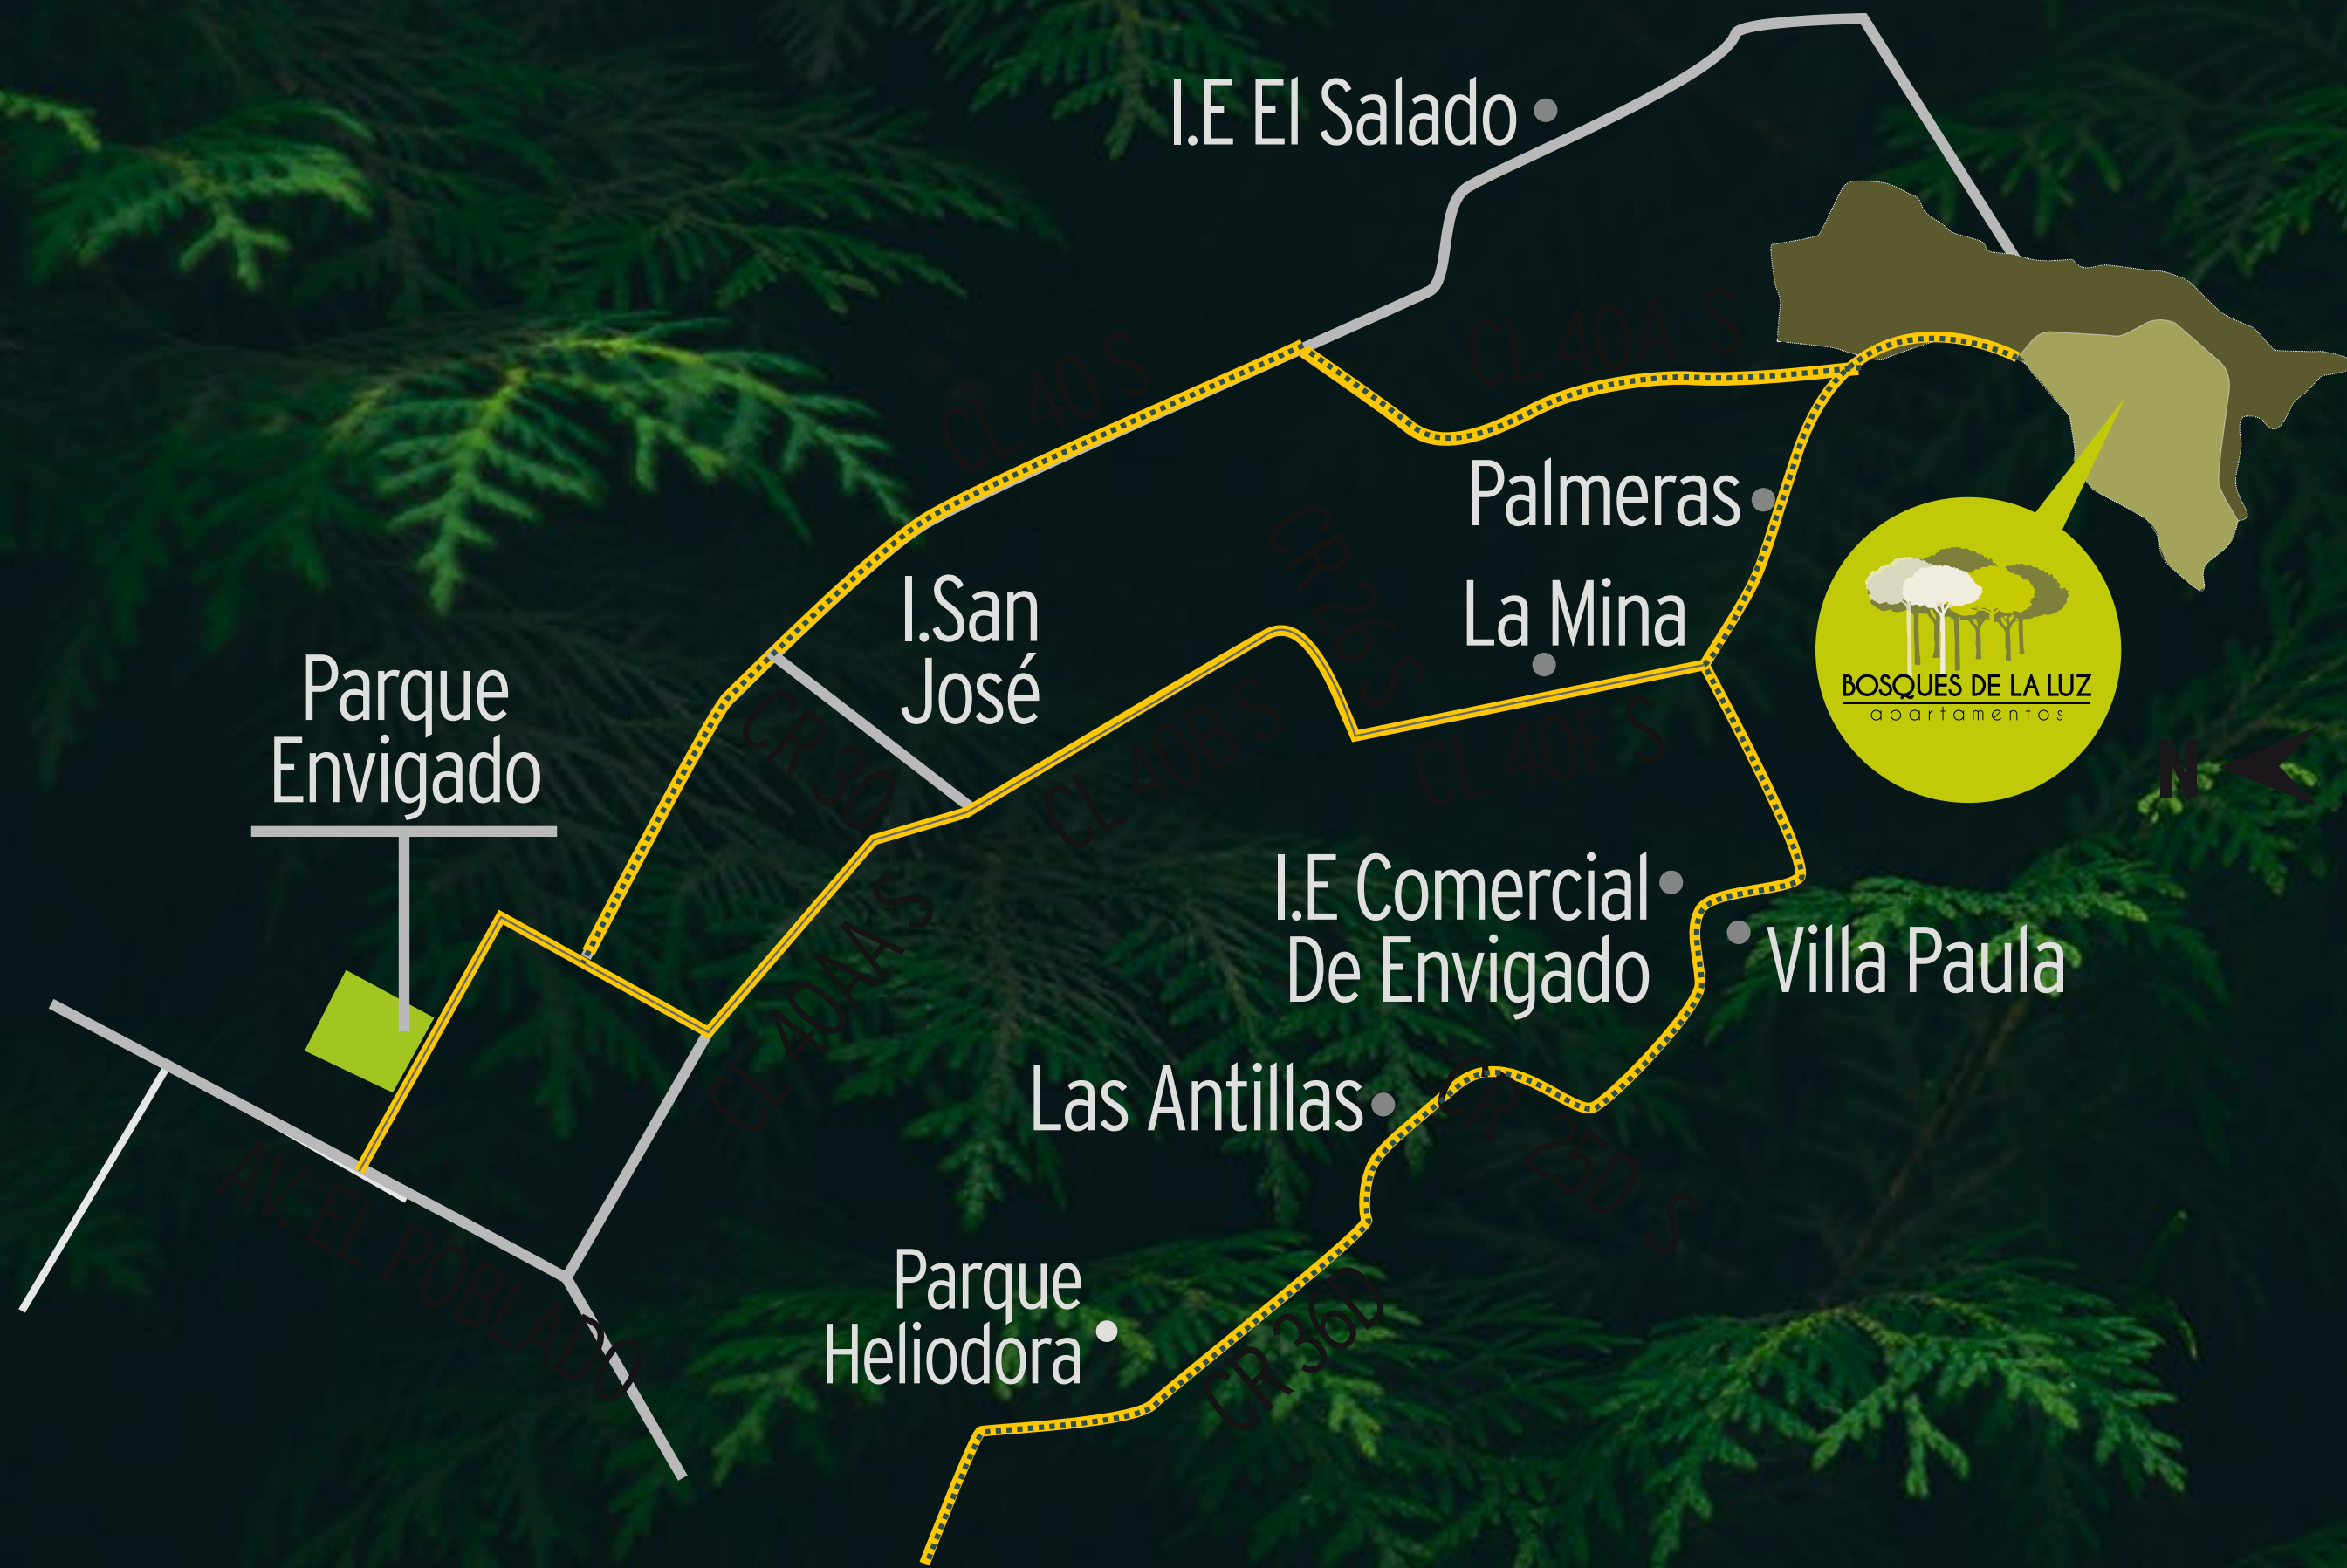 I.E El Salado
CL 40A S
CL 40 S
Palmeras
CR 26 S
I.San
José
La Mina
Parque
Envigado
BOSQUES DE LA LUZ
apartamentos
CR 30
CL 40B S
CL 40F S
N
I.E Comercial
De Envigado
Villa Paula
CL 40AA S
Las Antillas
CR 25D S
AV. EL POBLADO
Parque
Heliodora
CR 36D